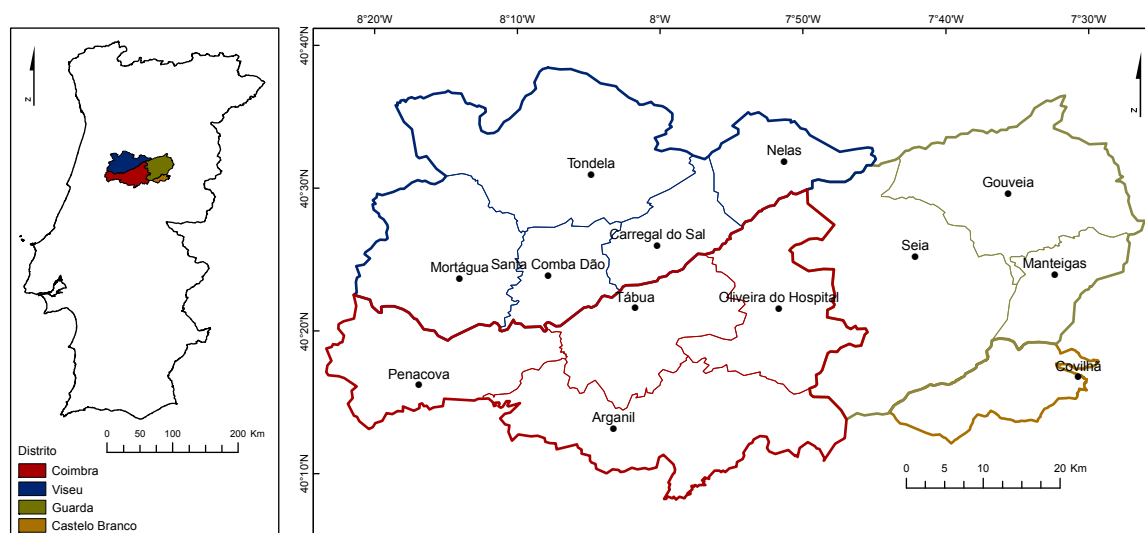 8°20'W 8°10'W 8°W 7°50'W 7°40'W 7°30'W
40°40'N
40°30'N
40°20'N
40°10'N
N
N
Tondela
Nelas
Gouveia
Carregal do Sal
Seia
Mortágua
Santa Comba Dão
Manteigas
Tábua
Oliveira do Hospital
Penacova
Covilhã
Arganil
0 50 100 200 Km
0 5 10 20 Km
Distrito
Coimbra
Viseu
Guarda
Castelo Branco